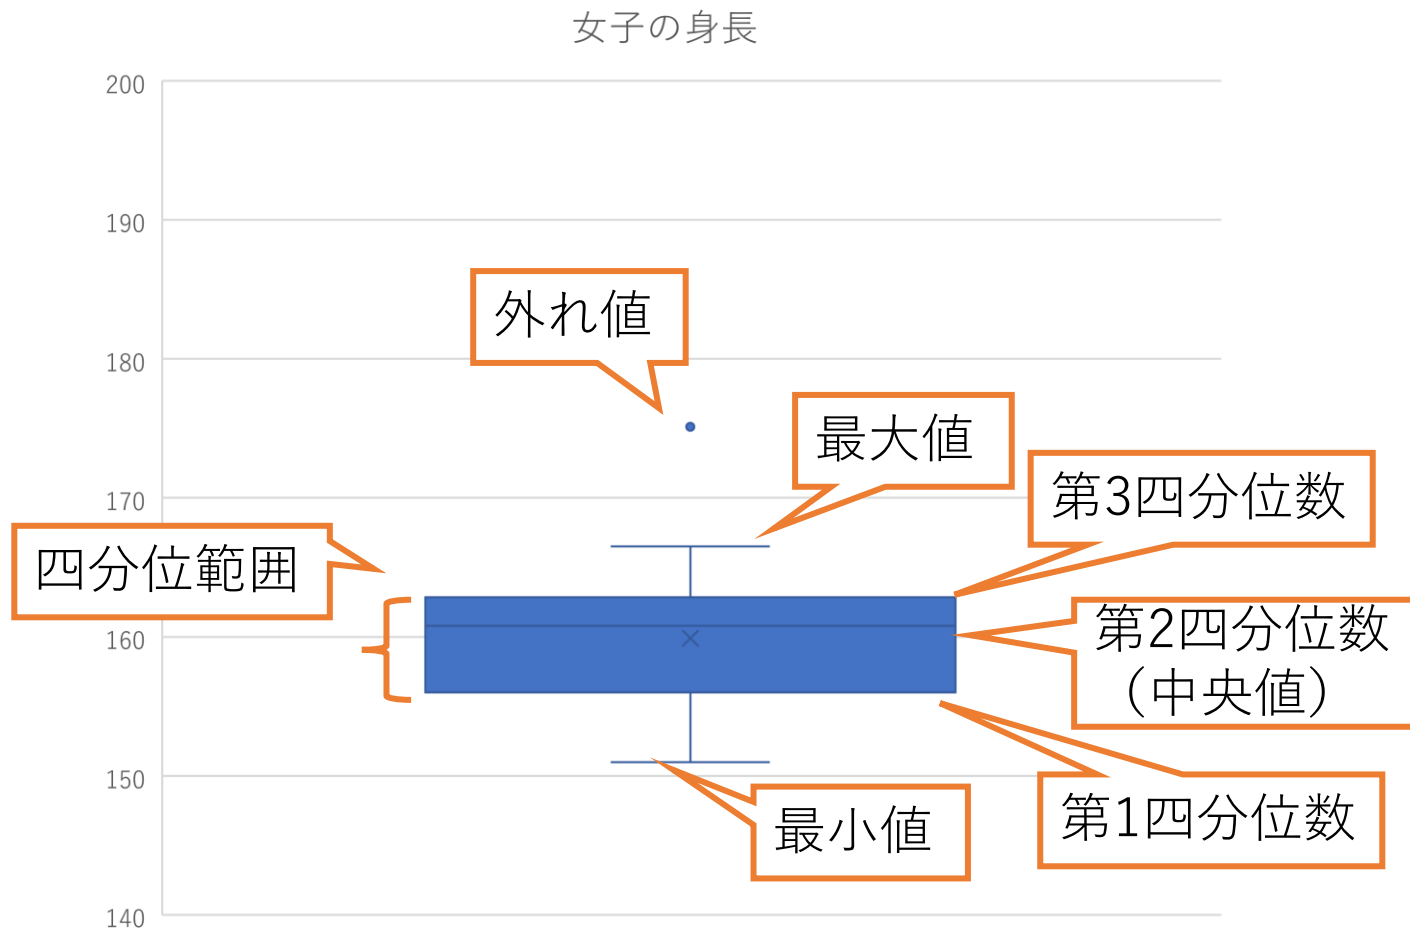 女子の身長
200
190
180
170
160
150
140
外れ値
最大値
第3四分位数
四分位範囲
第2四分位数
（中央値）
最小値
第1四分位数